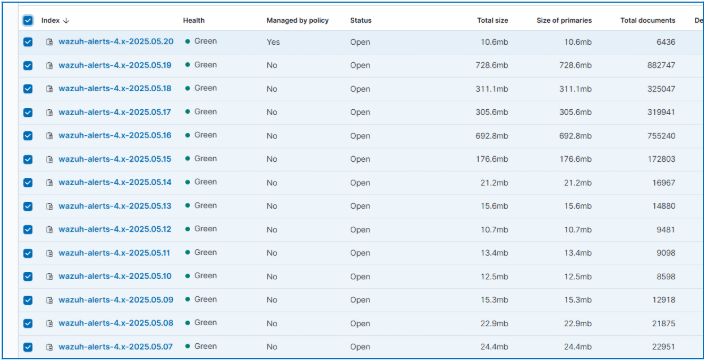 Index Health Managed by policy Status Total size Size of primaries Total documents De
wazuh-alerts-4.x-2025.05.20 Green Yes Open 10.6mb 10.6mb 6436
wazuh-alerts-4.x-2025.05.19 Green No Open 728.6mb 728.6mb 882747
wazuh-alerts-4.x-2025.05.18 Green No Open 311.1mb 311.1mb 325047
wazuh-alerts-4.x-2025.05.17 Green No Open 305.6mb 305.6mb 319941
wazuh-alerts-4.x-2025.05.16 Green No Open 692.8mb 692.8mb 755240
wazuh-alerts-4.x-2025.05.15 Green No Open 176.6mb 176.6mb 172803
wazuh-alerts-4.x-2025.05.14 Green No Open 21.2mb 21.2mb 16967
wazuh-alerts-4.x-2025.05.13 Green No Open 15.6mb 15.6mb 14880
wazuh-alerts-4.x-2025.05.12 Green No Open 10.7mb 10.7mb 9481
wazuh-alerts-4.x-2025.05.11 Green No Open 13.4mb 13.4mb 9098
wazuh-alerts-4.x-2025.05.10 Green No Open 12.5mb 12.5mb 8598
wazuh-alerts-4.x-2025.05.09 Green No Open 15.3mb 15.3mb 12918
wazuh-alerts-4.x-2025.05.08 Green No Open 22.9mb 22.9mb 21875
wazuh-alerts-4.x-2025.05.07 Green No Open 24.4mb 24.4mb 22951